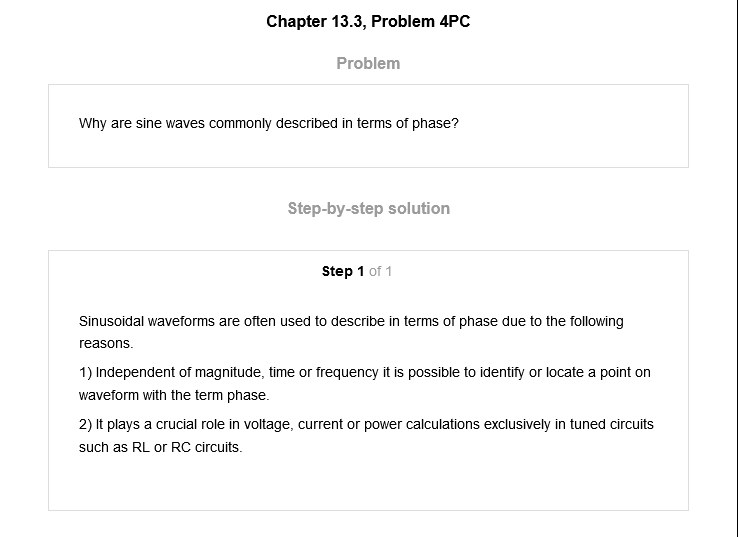 Chapter 13.3, Problem 4PC
Problem
Why are sine waves commonly described in terms of phase?
Step-by-step solution
Step 1 of 1
Sinusoidal waveforms are often used to describe in terms of phase due to the following
reasons.
1) Independent of magnitude, time or frequency it is possible to identify or locate a point on
waveform with the term phase.
2) It plays a crucial role in voltage, current or power calculations exclusively in tuned circuits
such as RL or RC circuits.